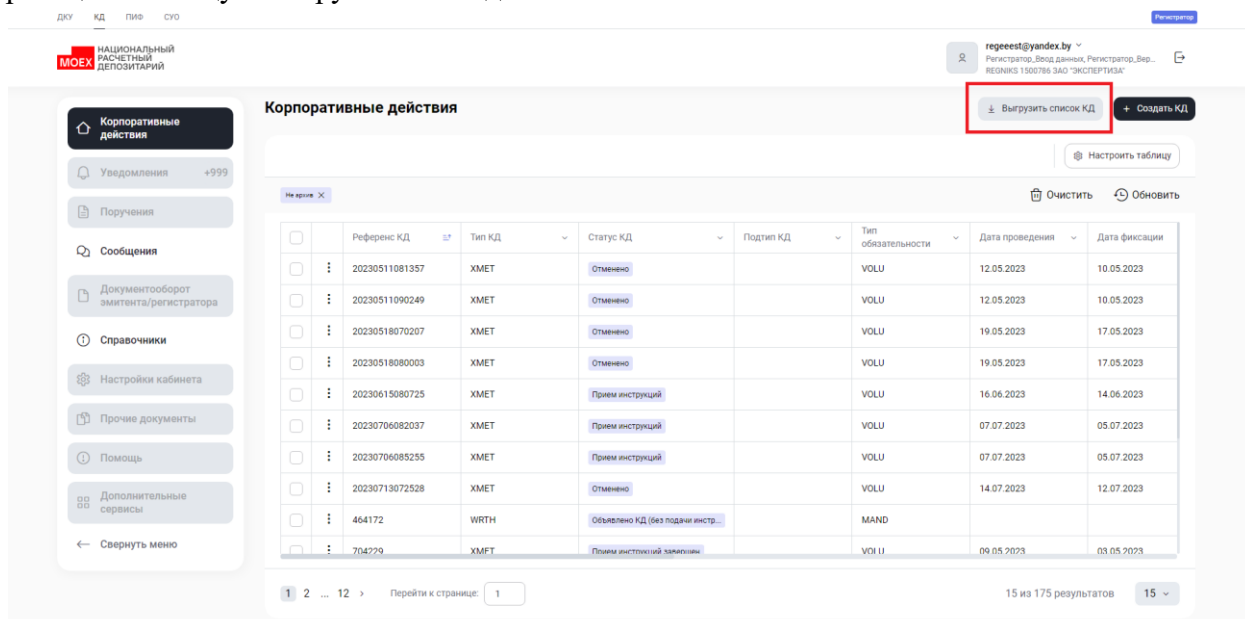 ДКУ КД ПИФ СУО
Регистратор
MOEX НАЦИОНАЛЬНЫЙ РАСЧЕТНЫЙ ДЕПОЗИТАРИЙ
regeeest@yandex.by
Регистратор_Ввод данных, Регистратор_Вер...
REGNIKS 1500786 ЗАО "ЭКСПЕРТИЗА"
Корпоративные действия
Уведомления +999
Поручения
Сообщения
Документооборот эмитента/регистратора
Справочники
Настройки кабинета
Прочие документы
Помощь
Дополнительные сервисы
← Свернуть меню
Корпоративные действия
Выгрузить список КД
+ Создать КД
Настроить таблицу
Не архив ×
Очистить Обновить
Референс КД Тип КД Статус КД Подтип КД Тип обязательности Дата проведения Дата фиксации
20230511081357 XMET Отменено VOLU 12.05.2023 10.05.2023
20230511090249 XMET Отменено VOLU 12.05.2023 10.05.2023
20230518070207 XMET Отменено VOLU 19.05.2023 17.05.2023
20230518080003 XMET Отменено VOLU 19.05.2023 17.05.2023
20230615080725 XMET Прием инструкций VOLU 16.06.2023 14.06.2023
20230706082037 XMET Прием инструкций VOLU 07.07.2023 05.07.2023
20230706085255 XMET Прием инструкций VOLU 07.07.2023 05.07.2023
20230713072528 XMET Отменено VOLU 14.07.2023 12.07.2023
464172 WRTH Объявлено КД (без подачи инстр... MAND
704229 XMET Прием инструкций завершен VOLU 09.05.2023 03.05.2023
1 2 ... 12 > Перейти к странице: 1
15 из 175 результатов 15